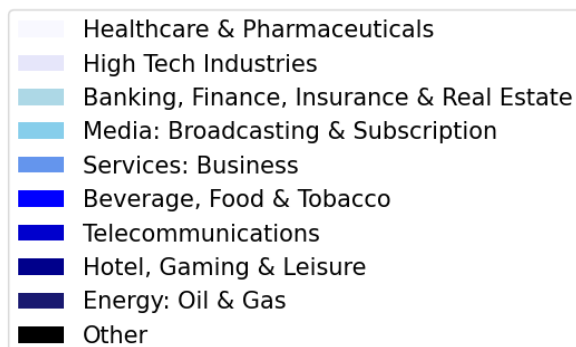 Healthcare & Pharmaceuticals
High Tech Industries
Banking, Finance, Insurance & Real Estate
Media: Broadcasting & Subscription
Services: Business
Beverage, Food & Tobacco
Telecommunications
Hotel, Gaming & Leisure
Energy: Oil & Gas
Other